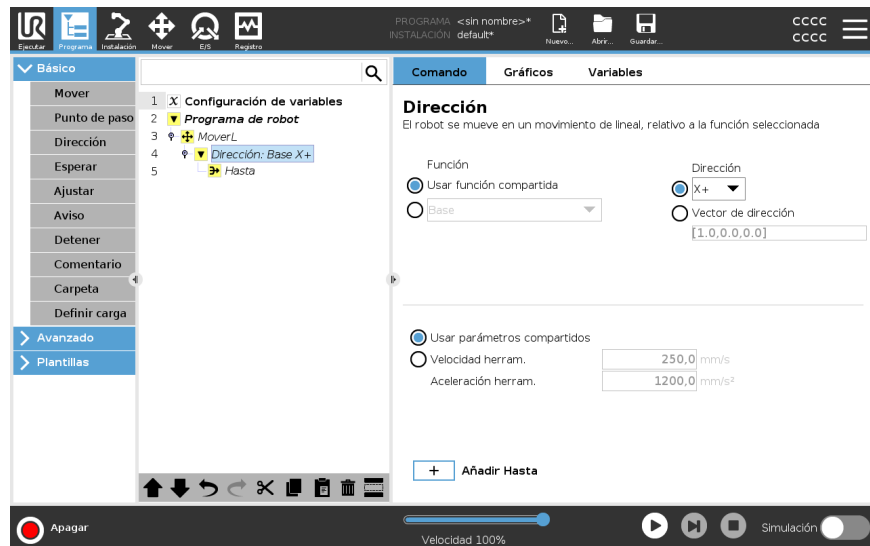 PROGRAMA <sin nombre>*
INSTALACIÓN default*
CCCC
CCCC
UR
Ejecutar Programa Instalación Mover E/S Registro Nuevo... Abrir... Guardar...
Básico
Mover
Punto de paso
Dirección
Esperar
Ajustar
Aviso
Detener
Comentario
Carpeta
Definir carga
Avanzado
Plantillas
1 X Configuración de variables
2 Programa de robot
3 MoverL
4 Dirección: Base X+
5 Hasta
Comando Gráficos Variables
Dirección
El robot se mueve en un movimiento de lineal, relativo a la función seleccionada
Función
Usar función compartida
Base
Dirección
X+
Vector de dirección
[1.0,0.0,0.0]
Usar parámetros compartidos
Velocidad herram. 250,0 mm/s
Aceleración herram. 1200,0 mm/s²
+ Añadir Hasta
Apagar
Velocidad 100%
Simulación